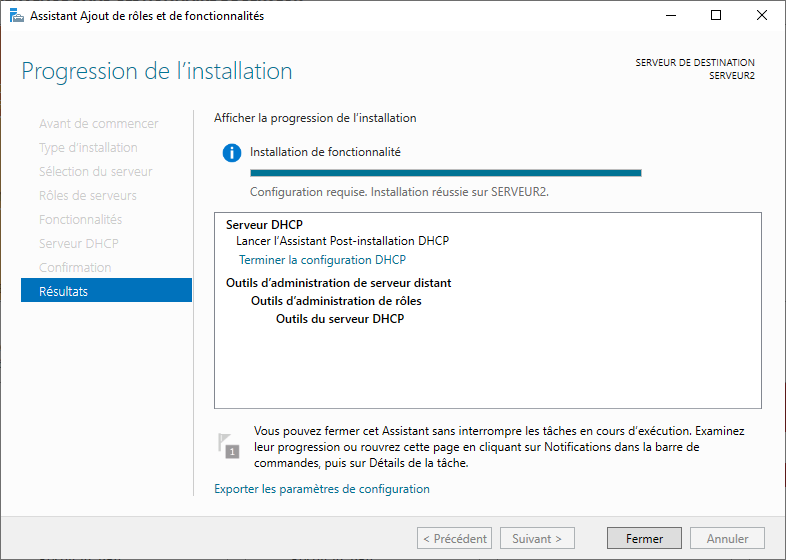 Assistant Ajout de rôles et de fonctionnalités
Progression de l'installation
SERVEUR DE DESTINATION
SERVEUR2
Avant de commencer
Type d'installation
Sélection du serveur
Rôles de serveurs
Fonctionnalités
Serveur DHCP
Confirmation
Résultats
Afficher la progression de l'installation
Installation de fonctionnalité
Configuration requise. Installation réussie sur SERVEUR2.
Serveur DHCP
Lancer l'Assistant Post-installation DHCP
Terminer la configuration DHCP
Outils d'administration de serveur distant
Outils d'administration de rôles
Outils du serveur DHCP
1
Vous pouvez fermer cet Assistant sans interrompre les tâches en cours d'exécution. Examinez
leur progression ou rouvrez cette page en cliquant sur Notifications dans la barre de
commandes, puis sur Détails de la tâche.
Exporter les paramètres de configuration
< Précédent
Suivant >
Fermer
Annuler